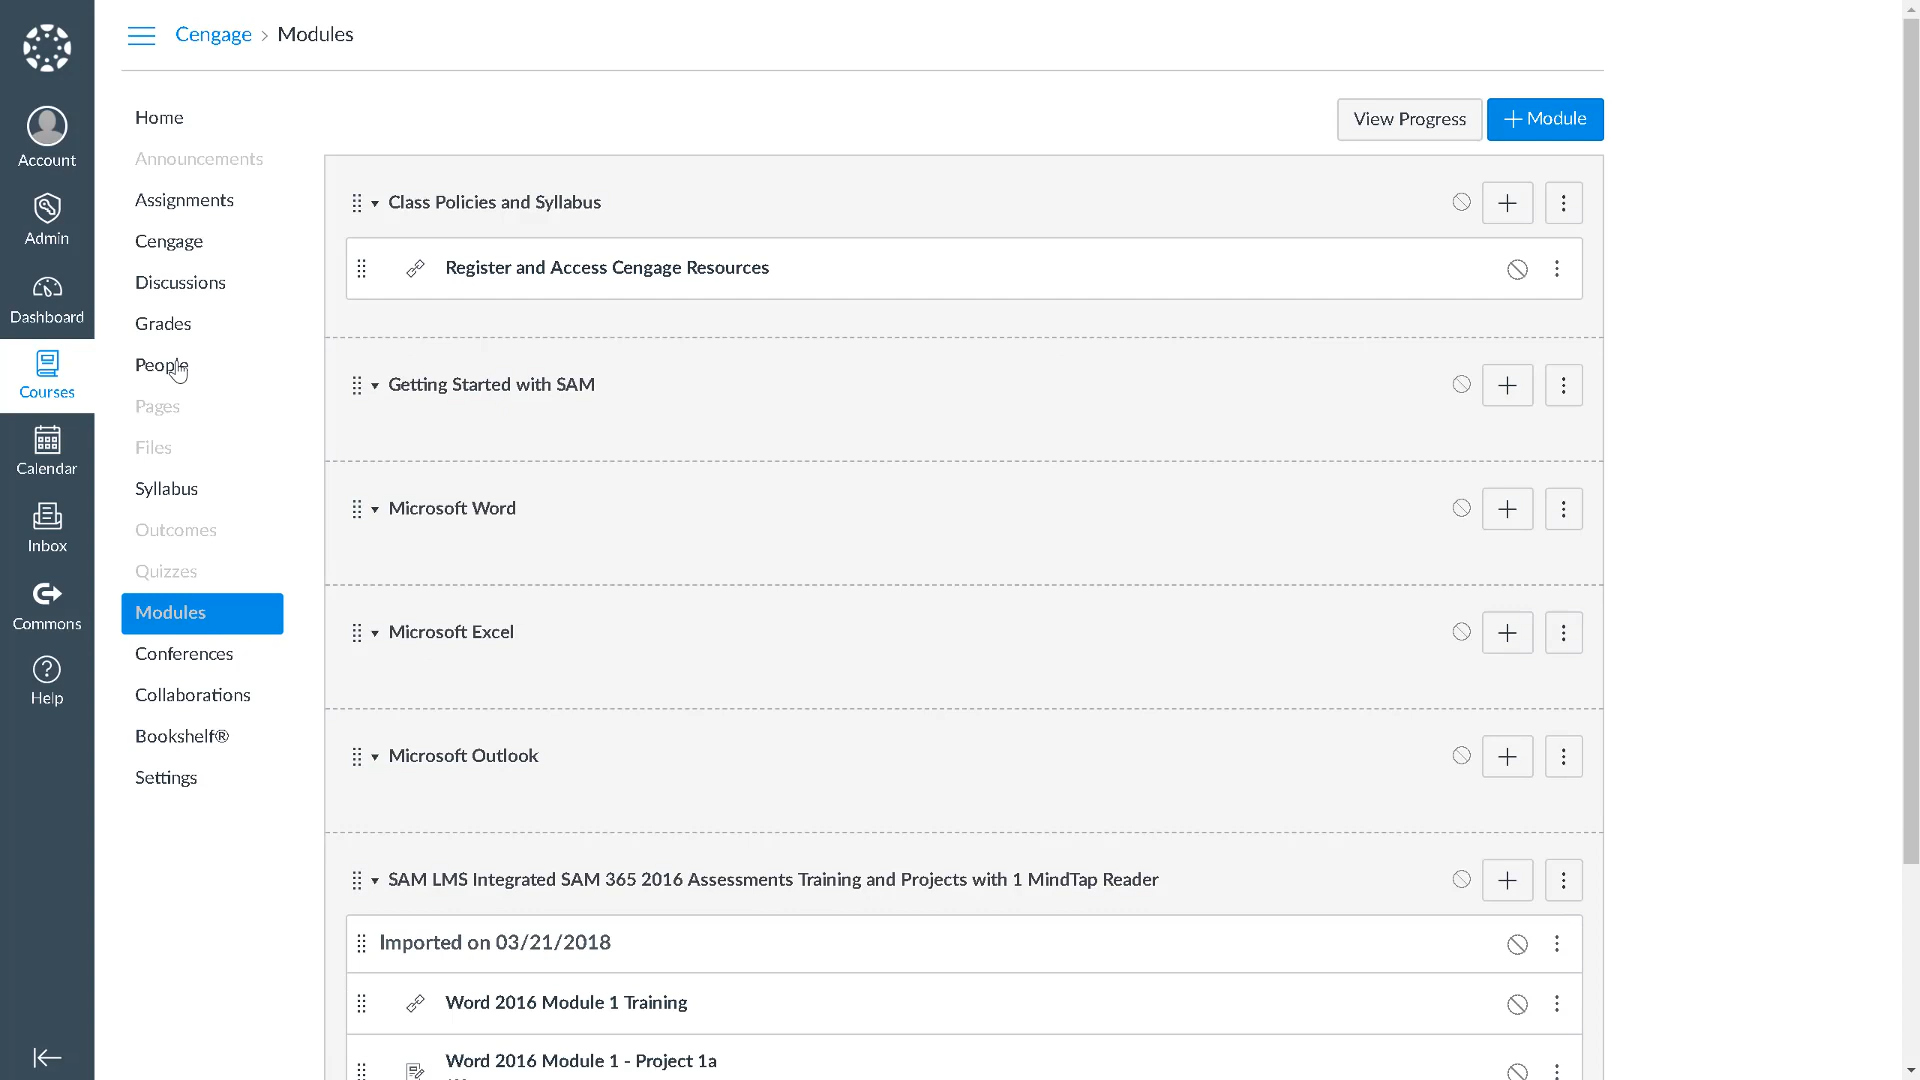 Cengage > Modules
Account
Admin
Dashboard
Courses
Calendar
Inbox
Commons
Help
Home
Announcements
Assignments
Cengage
Discussions
Grades
People
Pages
Files
Syllabus
Outcomes
Quizzes
Modules
Conferences
Collaborations
Bookshelf®
Settings
View Progress
+ Module
Class Policies and Syllabus
Register and Access Cengage Resources
Getting Started with SAM
Microsoft Word
Microsoft Excel
Microsoft Outlook
SAM LMS Integrated SAM 365 2016 Assessments Training and Projects with 1 MindTap Reader
Imported on 03/21/2018
Word 2016 Module 1 Training
Word 2016 Module 1 - Project 1a